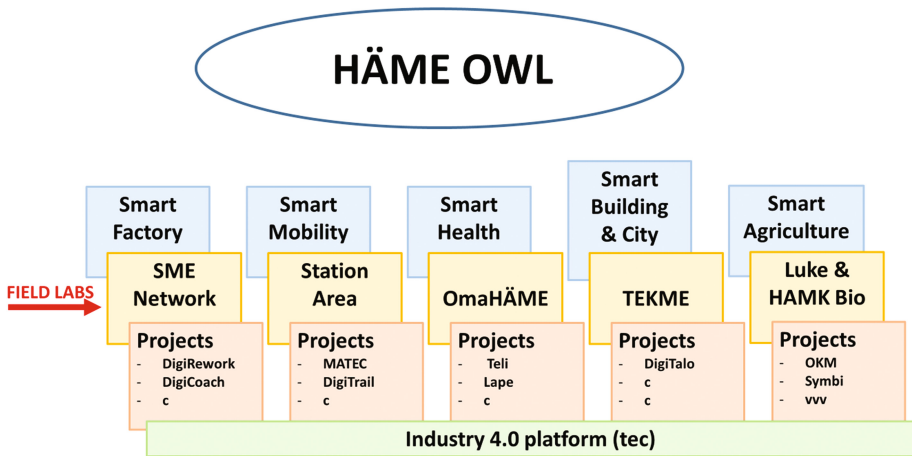 HÄME OWL
Smart
Factory
Smart
Mobility
Smart
Health
Smart
Building
& City
Smart
Agriculture
FIELD LABS
SME
Network
Station
Area
OmaHÄME
TEKME
Luke &
HAMK Bio
Projects
- DigiRework
- DigiCoach
- c
Projects
- MATEC
- DigiTrail
- c
Projects
- Teli
- Lape
- c
Projects
- DigiTalo
- c
- c
Projects
- OKM
- Symbi
- vvv
Industry 4.0 platform (tec)